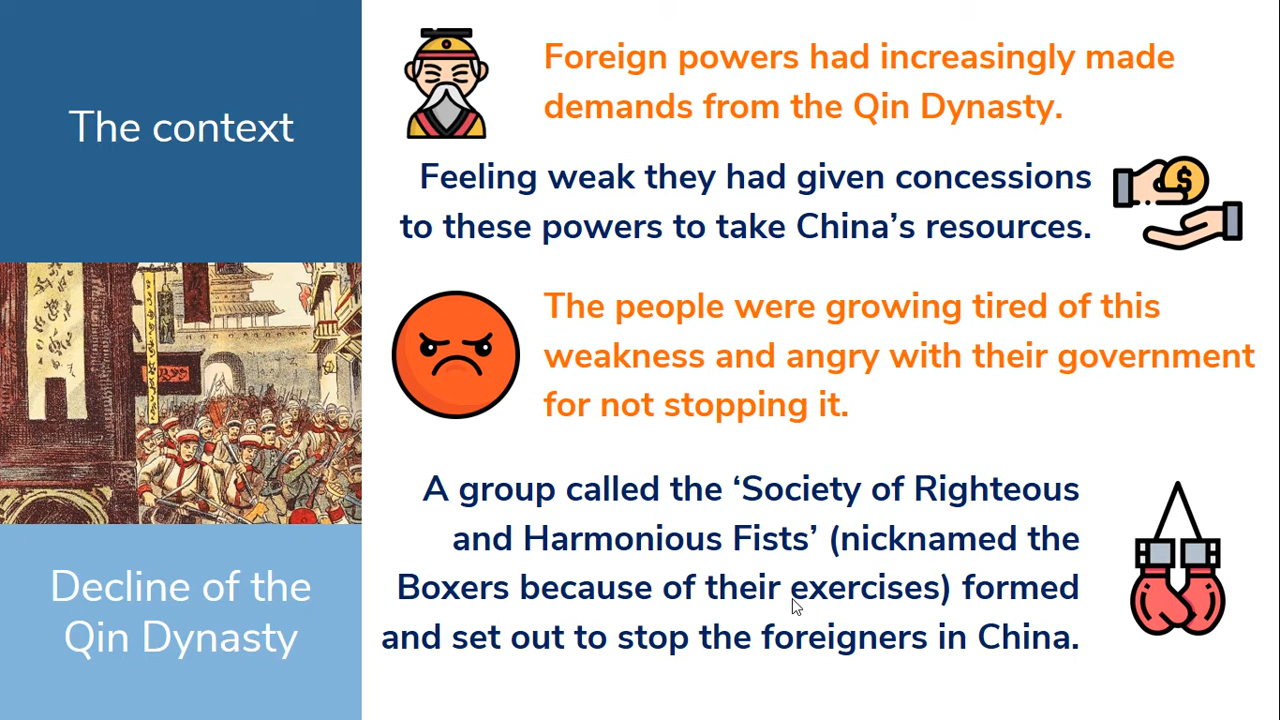 The context
Foreign powers had increasingly made
demands from the Qin Dynasty.
Feeling weak they had given concessions
to these powers to take China’s resources.
The people were growing tired of this
weakness and angry with their government
for not stopping it.
A group called the ‘Society of Righteous
and Harmonious Fists’ (nicknamed the
Boxers because of their exercises) formed
and set out to stop the foreigners in China.
Decline of the
Qin Dynasty